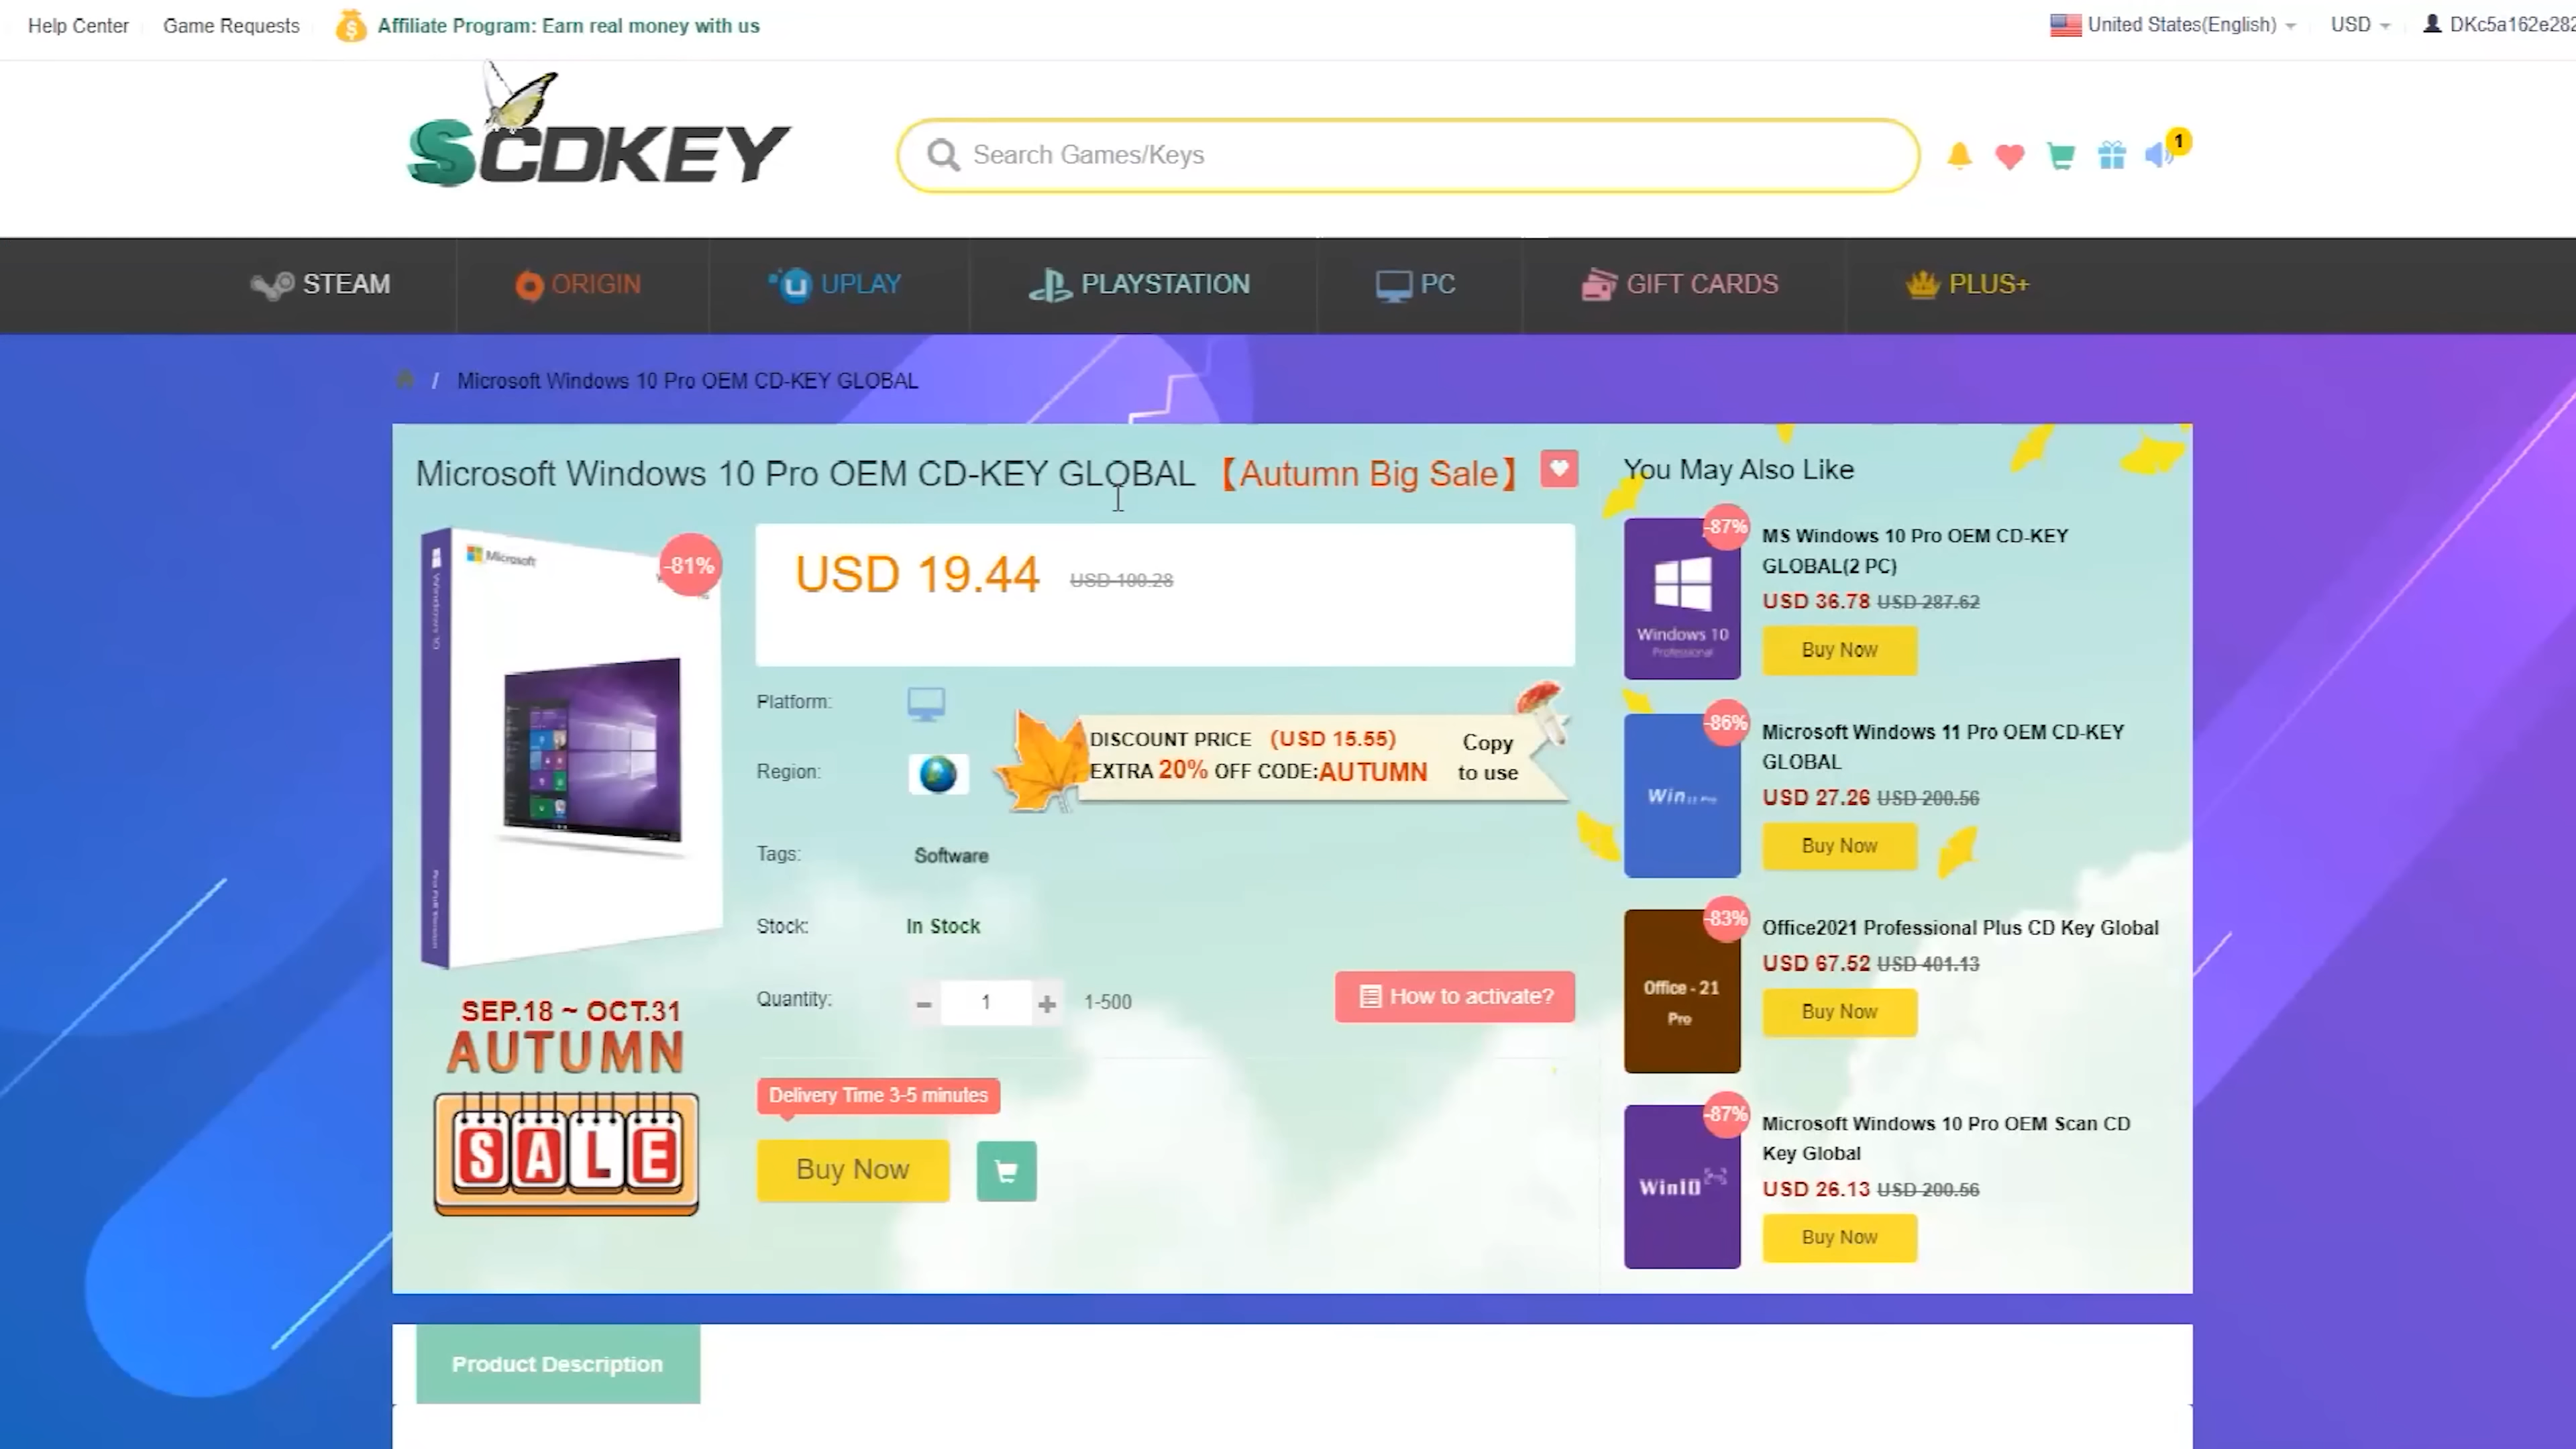 Help Center
Game Requests
Affiliate Program: Earn real money with us
United States(English)
USD
DKc5a162e282
SCDKEY
Search Games/Keys
1
STEAM
ORIGIN
UPLAY
PLAYSTATION
PC
GIFT CARDS
PLUS+
/ Microsoft Windows 10 Pro OEM CD-KEY GLOBAL
Microsoft Windows 10 Pro OEM CD-KEY GLOBAL 【Autumn Big Sale】
Microsoft
-81%
Windows 10
SEP.18 ~ OCT.31
AUTUMN
SALE
USD 19.44 USD 100.28
Platform:
Region:
DISCOUNT PRICE (USD 15.55)
EXTRA 20% OFF CODE:AUTUMN
Copy
to use
Tags:
Software
Stock:
In Stock
Quantity:
1
1-500
How to activate?
Delivery Time 3-5 minutes
Buy Now
You May Also Like
-87%
Windows 10
Professional
MS Windows 10 Pro OEM CD-KEY
GLOBAL(2 PC)
USD 36.78 USD 287.62
Buy Now
-86%
Win 11 Pro
Microsoft Windows 11 Pro OEM CD-KEY
GLOBAL
USD 27.26 USD 200.56
Buy Now
-83%
Office - 21
Pro
Office2021 Professional Plus CD Key Global
USD 67.52 USD 401.13
Buy Now
-87%
Win10
Microsoft Windows 10 Pro OEM Scan CD
Key Global
USD 26.13 USD 200.56
Buy Now
Product Description